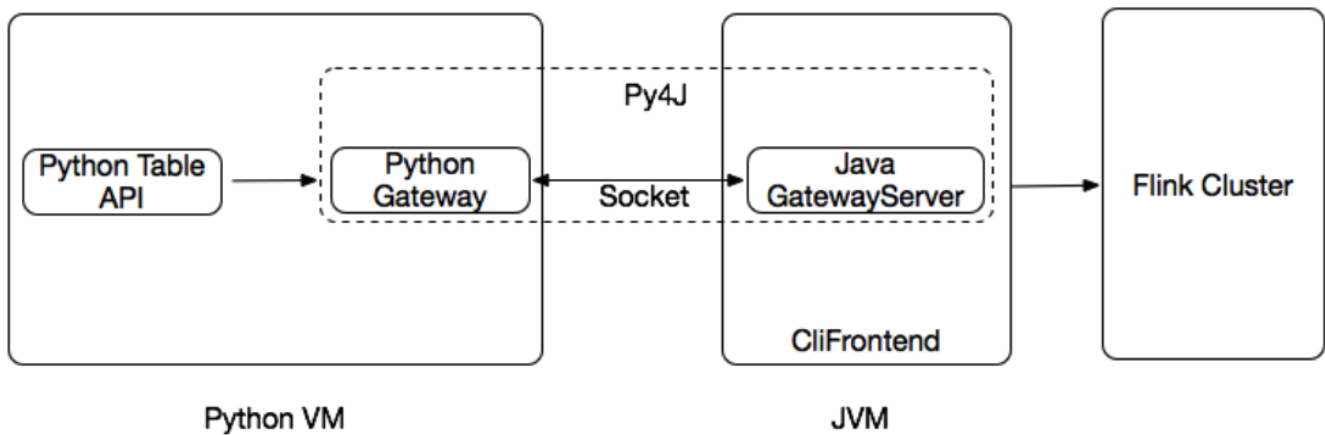 Py4J
Python Table
API
Python
Gateway
Socket
Java
GatewayServer
Flink Cluster
CliFrontend
Python VM
JVM